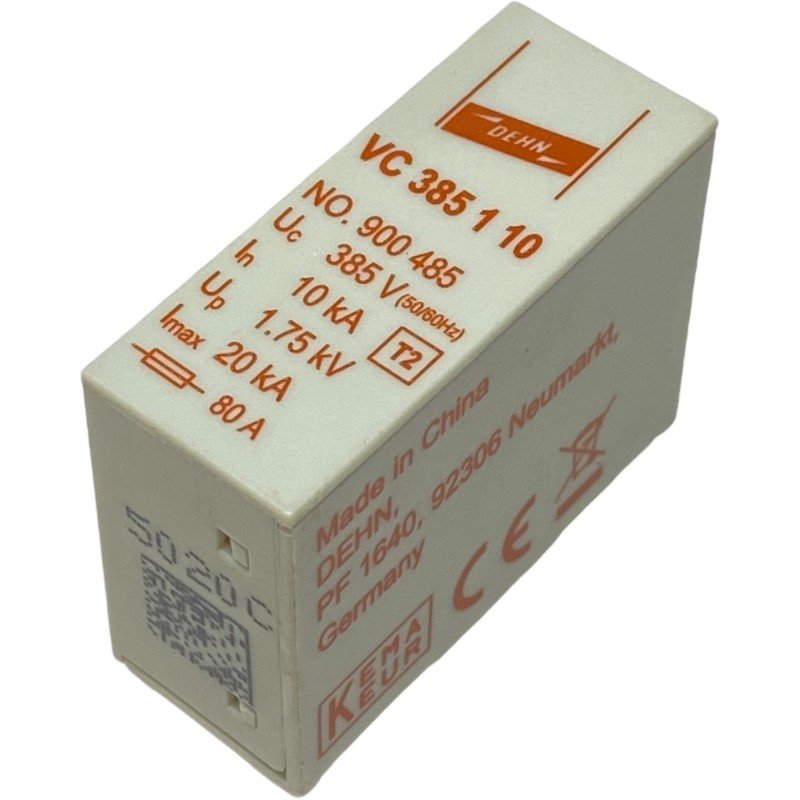 DEHN
VC 385 1 10
NO. 900 485
Uc 385 V (50/60Hz)
In 10 kA
Up 1.75 kV T2
Imax 20 kA
80 A
Made in China
DEHN,
PF 1640, 92306 Neumarkt,
Germany
KEMA
KEUR
CE
5020C